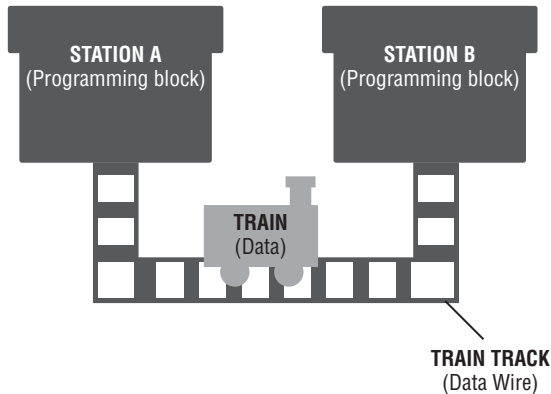 STATION A
(Programming block)
STATION B
(Programming block)
TRAIN
(Data)
TRAIN TRACK
(Data Wire)